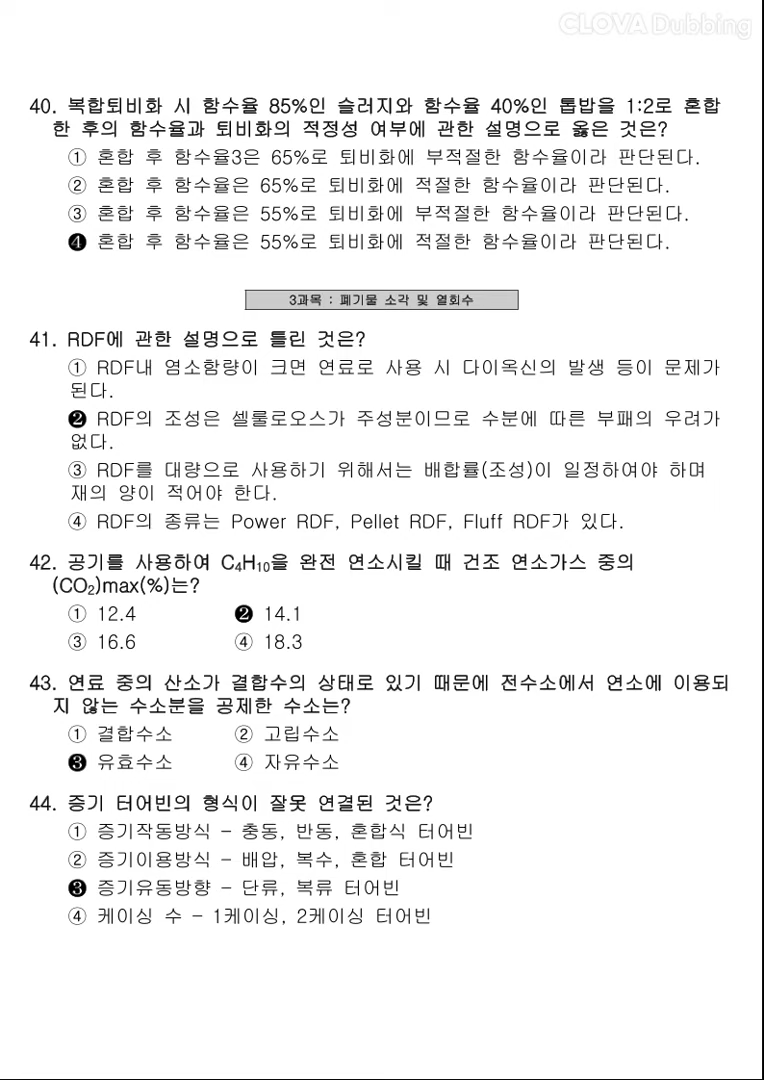 CLOVA Dubbing
40. 복합퇴비화 시 함수율 85%인 슬러지와 함수율 40%인 톱밥을 1:2로 혼합
한 후의 함수율과 퇴비화의 적정성 여부에 관한 설명으로 옳은 것은?
① 혼합 후 함수율3은 65%로 퇴비화에 부적절한 함수율이라 판단된다.
② 혼합 후 함수율은 65%로 퇴비화에 적절한 함수율이라 판단된다.
③ 혼합 후 함수율은 55%로 퇴비화에 부적절한 함수율이라 판단된다.
❹ 혼합 후 함수율은 55%로 퇴비화에 적절한 함수율이라 판단된다.
3과목 : 폐기물 소각 및 열회수
41. RDF에 관한 설명으로 틀린 것은?
① RDF내 염소함량이 크면 연료로 사용 시 다이옥신의 발생 등이 문제가
된다.
❷ RDF의 조성은 셀룰로오스가 주성분이므로 수분에 따른 부패의 우려가
없다.
③ RDF를 대량으로 사용하기 위해서는 배합률(조성)이 일정하여야 하며
재의 양이 적어야 한다.
④ RDF의 종류는 Power RDF, Pellet RDF, Fluff RDF가 있다.
42. 공기를 사용하여 C₄H₁₀을 완전 연소시킬 때 건조 연소가스 중의
(CO₂)max(%)는?
① 12.4 ❷ 14.1
③ 16.6 ④ 18.3
43. 연료 중의 산소가 결합수의 상태로 있기 때문에 전수소에서 연소에 이용되
지 않는 수소분을 공제한 수소는?
① 결합수소 ② 고립수소
❸ 유효수소 ④ 자유수소
44. 증기 터어빈의 형식이 잘못 연결된 것은?
① 증기작동방식 - 충동, 반동, 혼합식 터어빈
② 증기이용방식 - 배압, 복수, 혼합 터어빈
❸ 증기유동방향 - 단류, 복류 터어빈
④ 케이싱 수 - 1케이싱, 2케이싱 터어빈